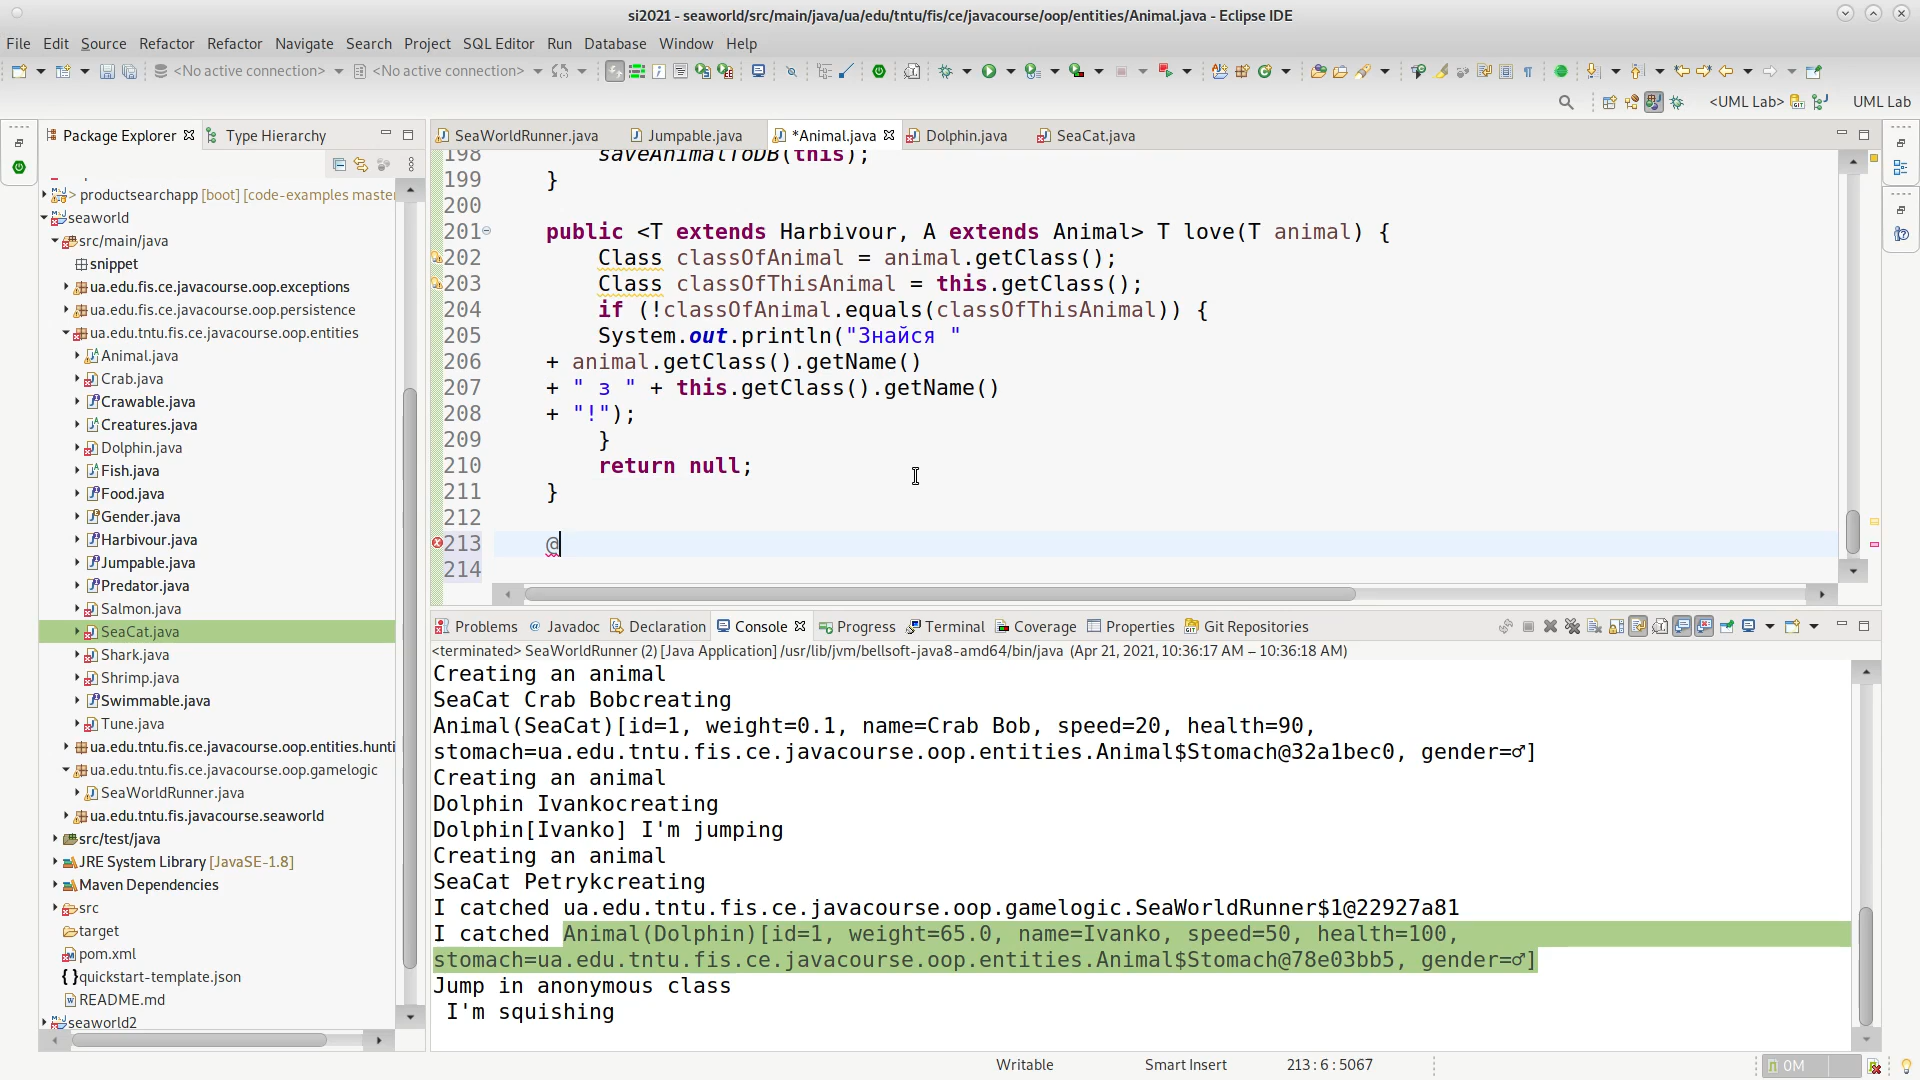 si2021 - seaworld/src/main/java/ua/edu/tntu/fis/ce/javacourse/oop/entities/Animal.java - Eclipse IDE
File Edit Source Refactor Refactor Navigate Search Project SQL Editor Run Database Window Help
<No active connection> <No active connection>
<UML Lab> UML Lab
Package Explorer Type Hierarchy
productsearchapp [boot] [code-examples master
seaworld
src/main/java
snippet
ua.edu.fis.ce.javacourse.oop.exceptions
ua.edu.fis.ce.javacourse.oop.persistence
ua.edu.tntu.fis.ce.javacourse.oop.entities
Animal.java
Crab.java
Crawable.java
Creatures.java
Dolphin.java
Fish.java
Food.java
Gender.java
Harbivour.java
Jumpable.java
Predator.java
Salmon.java
SeaCat.java
Shark.java
Shrimp.java
Swimmable.java
Tune.java
ua.edu.tntu.fis.ce.javacourse.oop.entities.hunti
ua.edu.tntu.fis.ce.javacourse.oop.gamelogic
SeaWorldRunner.java
ua.edu.tntu.fis.javacourse.seaworld
src/test/java
JRE System Library [JavaSE-1.8]
Maven Dependencies
src
target
pom.xml
quickstart-template.json
README.md
seaworld2
SeaWorldRunner.java Jumpable.java *Animal.java Dolphin.java SeaCat.java
198 saveAnimalToDB(this);
199 }
200
201 public <T extends Harbivour, A extends Animal> T love(T animal) {
202 Class classOfAnimal = animal.getClass();
203 Class classOfThisAnimal = this.getClass();
204 if (!classOfAnimal.equals(classOfThisAnimal)) {
205 System.out.println("Знайся "
206 + animal.getClass().getName()
207 + " з " + this.getClass().getName()
208 + "!");
209 }
210 return null;
211 }
212
213 @
214
Problems Javadoc Declaration Console Progress Terminal Coverage Properties Git Repositories
<terminated> SeaWorldRunner (2) [Java Application] /usr/lib/jvm/bellsoft-java8-amd64/bin/java (Apr 21, 2021, 10:36:17 AM – 10:36:18 AM)
Creating an animal
SeaCat Crab Bobcreating
Animal(SeaCat)[id=1, weight=0.1, name=Crab Bob, speed=20, health=90,
stomach=ua.edu.tntu.fis.ce.javacourse.oop.entities.Animal$Stomach@32a1bec0, gender=♂]
Creating an animal
Dolphin Ivankocreating
Dolphin[Ivanko] I'm jumping
Creating an animal
SeaCat Petrykcreating
I catched ua.edu.tntu.fis.ce.javacourse.oop.gamelogic.SeaWorldRunner$1@22927a81
I catched Animal(Dolphin)[id=1, weight=65.0, name=Ivanko, speed=50, health=100,
stomach=ua.edu.tntu.fis.ce.javacourse.oop.entities.Animal$Stomach@78e03bb5, gender=♂]
Jump in anonymous class
I'm squishing
Writable Smart Insert 213 : 6 : 5067 0M